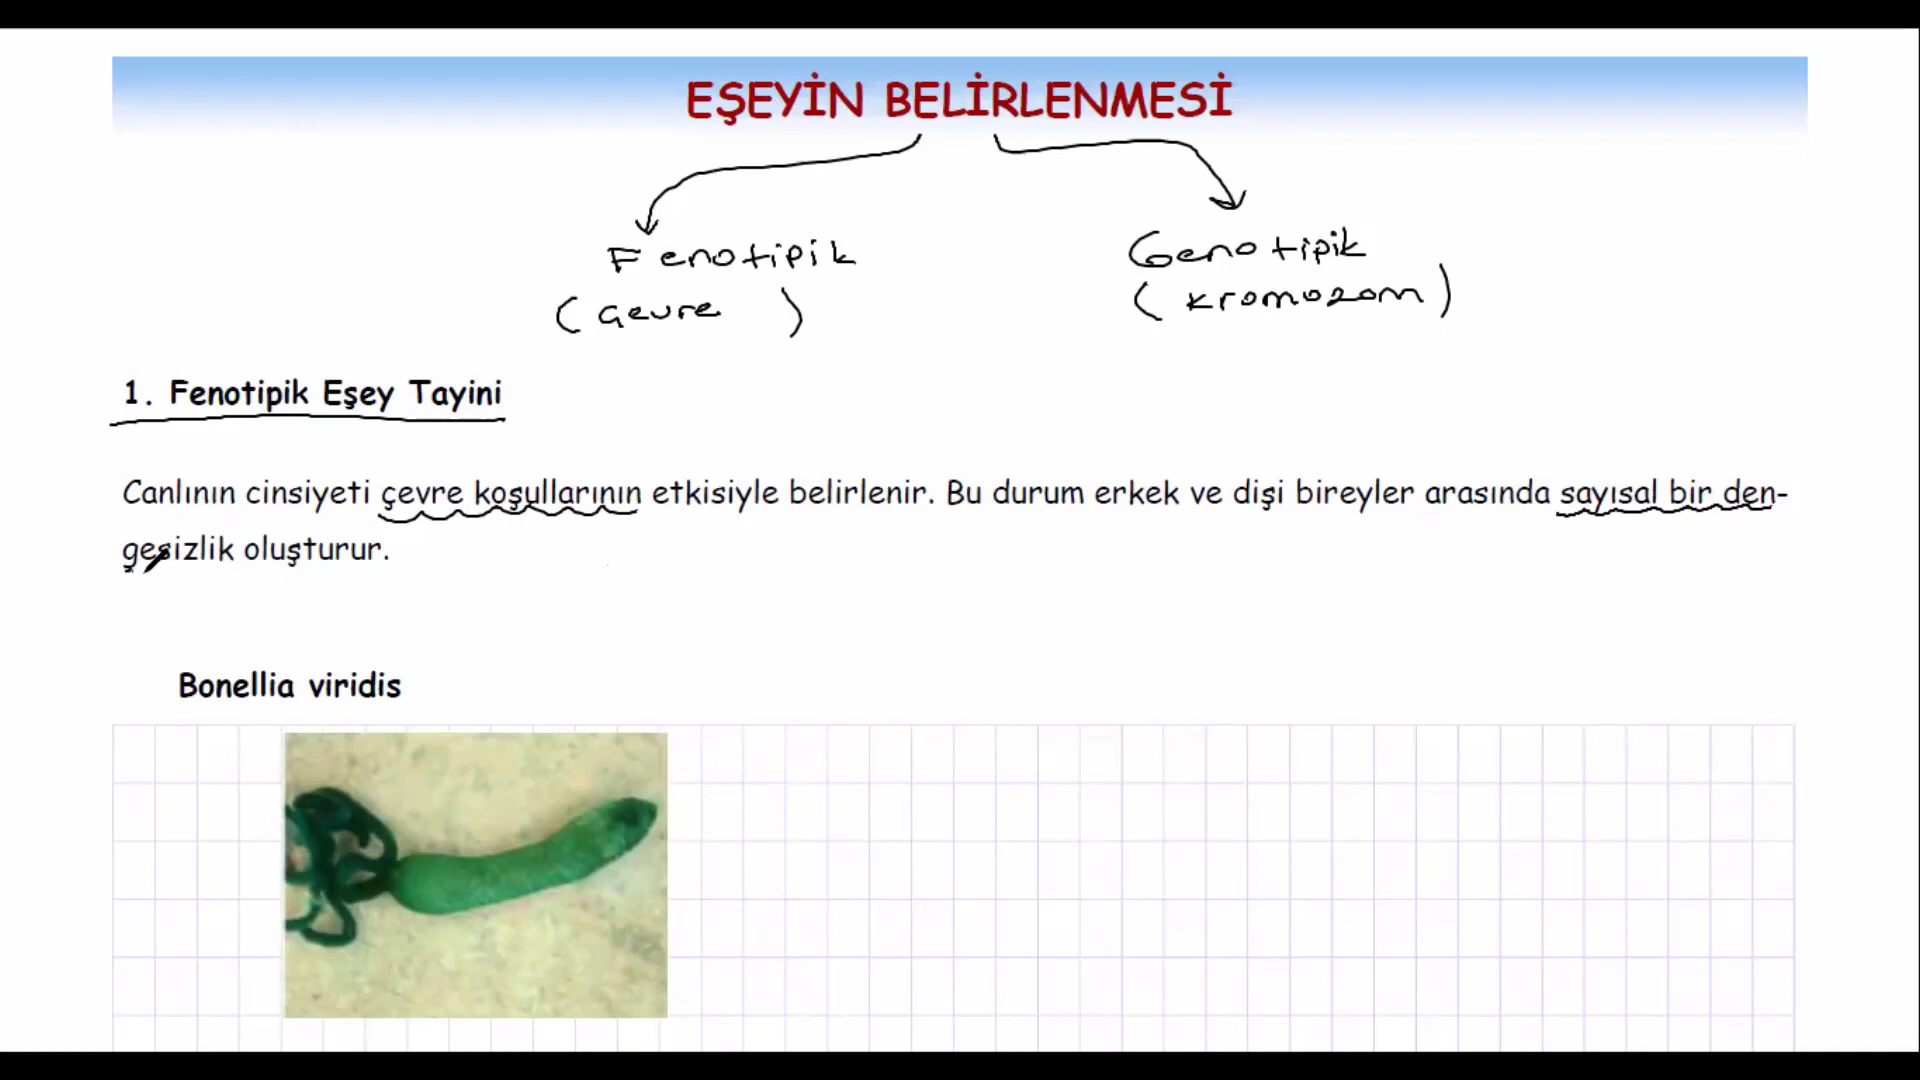 EŞEYİN BELİRLENMESİ
Fenotipik
Genotipik
(çevre)
(kromozom)
1. Fenotipik Eşey Tayini
Canlının cinsiyeti çevre koşullarının etkisiyle belirlenir. Bu durum erkek ve dişi bireyler arasında sayısal bir den-
gesizlik oluşturur.
Bonellia viridis